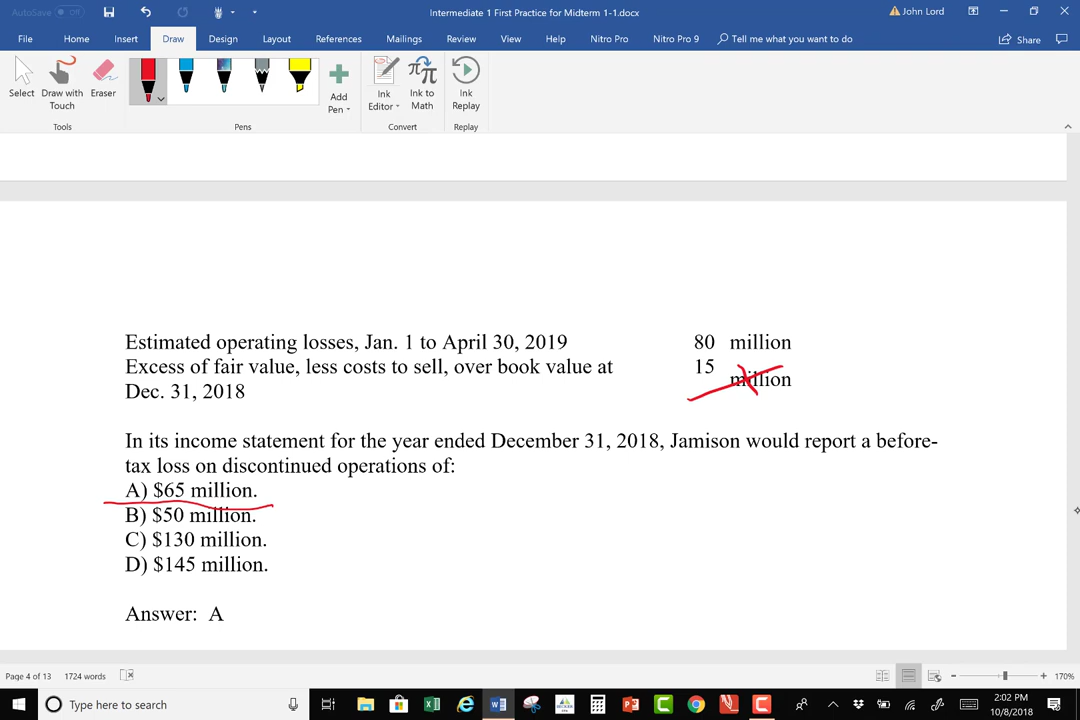 AutoSave Off
Intermediate 1 First Practice for Midterm 1-1.docx
John Lord
File Home Insert Draw Design Layout References Mailings Review View Help Nitro Pro Nitro Pro 9 Tell me what you want to do
Share
Select
Draw with Touch
Eraser
Add Pen
Ink Editor
Ink to Math
Ink Replay
Tools Pens Convert Replay
Estimated operating losses, Jan. 1 to April 30, 2019 80 million
Excess of fair value, less costs to sell, over book value at 15
million
Dec. 31, 2018
In its income statement for the year ended December 31, 2018, Jamison would report a before-
tax loss on discontinued operations of:
A) $65 million.
B) $50 million.
C) $130 million.
D) $145 million.
Answer: A
Page 4 of 13 1724 words 170%
Type here to search
2:02 PM
10/8/2018